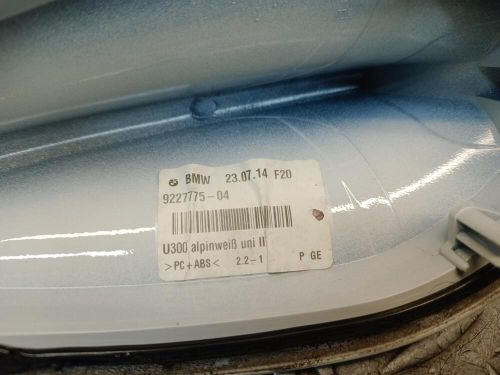 BMW 23.07.14 F20
9227775-04
U300 alpinweiß uni II
>PC+ABS< 2.2-1 P GE